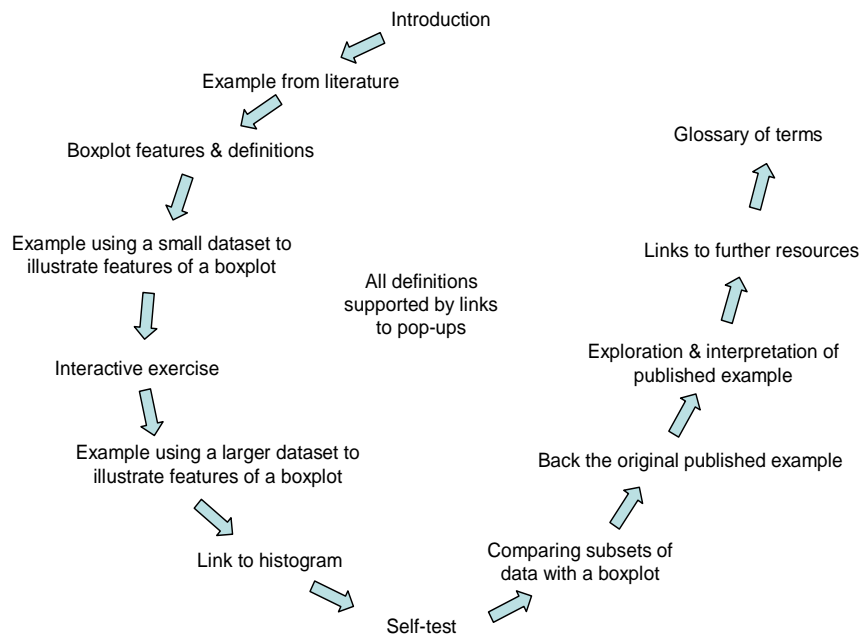 Introduction
Example from literature
Boxplot features & definitions
Example using a small dataset to
illustrate features of a boxplot
Interactive exercise
Example using a larger dataset to
illustrate features of a boxplot
Link to histogram
Self-test
Comparing subsets of
data with a boxplot
Back the original published example
Exploration & interpretation of
published example
Links to further resources
Glossary of terms
All definitions
supported by links
to pop-ups